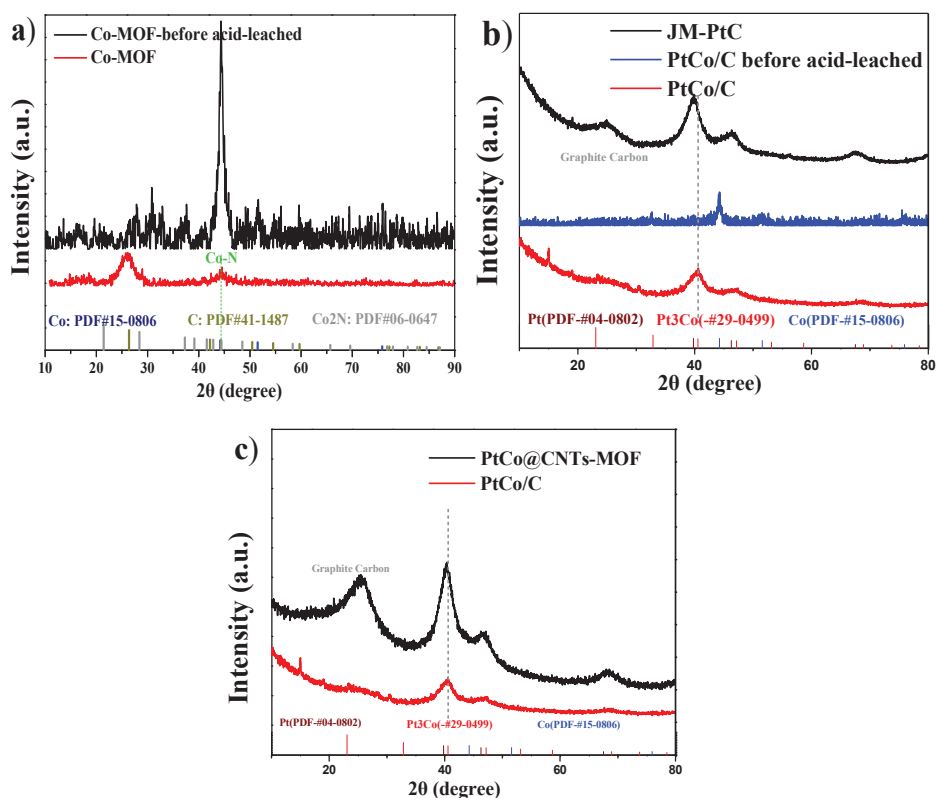 a)
Co-MOF-before acid-leached
Co-MOF
Intensity (a.u.)
Co-N
Co: PDF#15-0806 C: PDF#41-1487 Co2N: PDF#06-0647
10 20 30 40 50 60 70 80 90
2θ (degree)
b)
JM-PtC
PtCo/C before acid-leached
PtCo/C
Intensity (a.u.)
Graphite Carbon
Pt(PDF-#04-0802) Pt3Co(-#29-0499) Co(PDF-#15-0806)
20 40 60 80
2θ (degree)
c)
PtCo@CNTs-MOF
PtCo/C
Intensity (a.u.)
Graphite Carbon
Pt(PDF-#04-0802) Pt3Co(-#29-0499) Co(PDF-#15-0806)
20 40 60 80
2θ (degree)